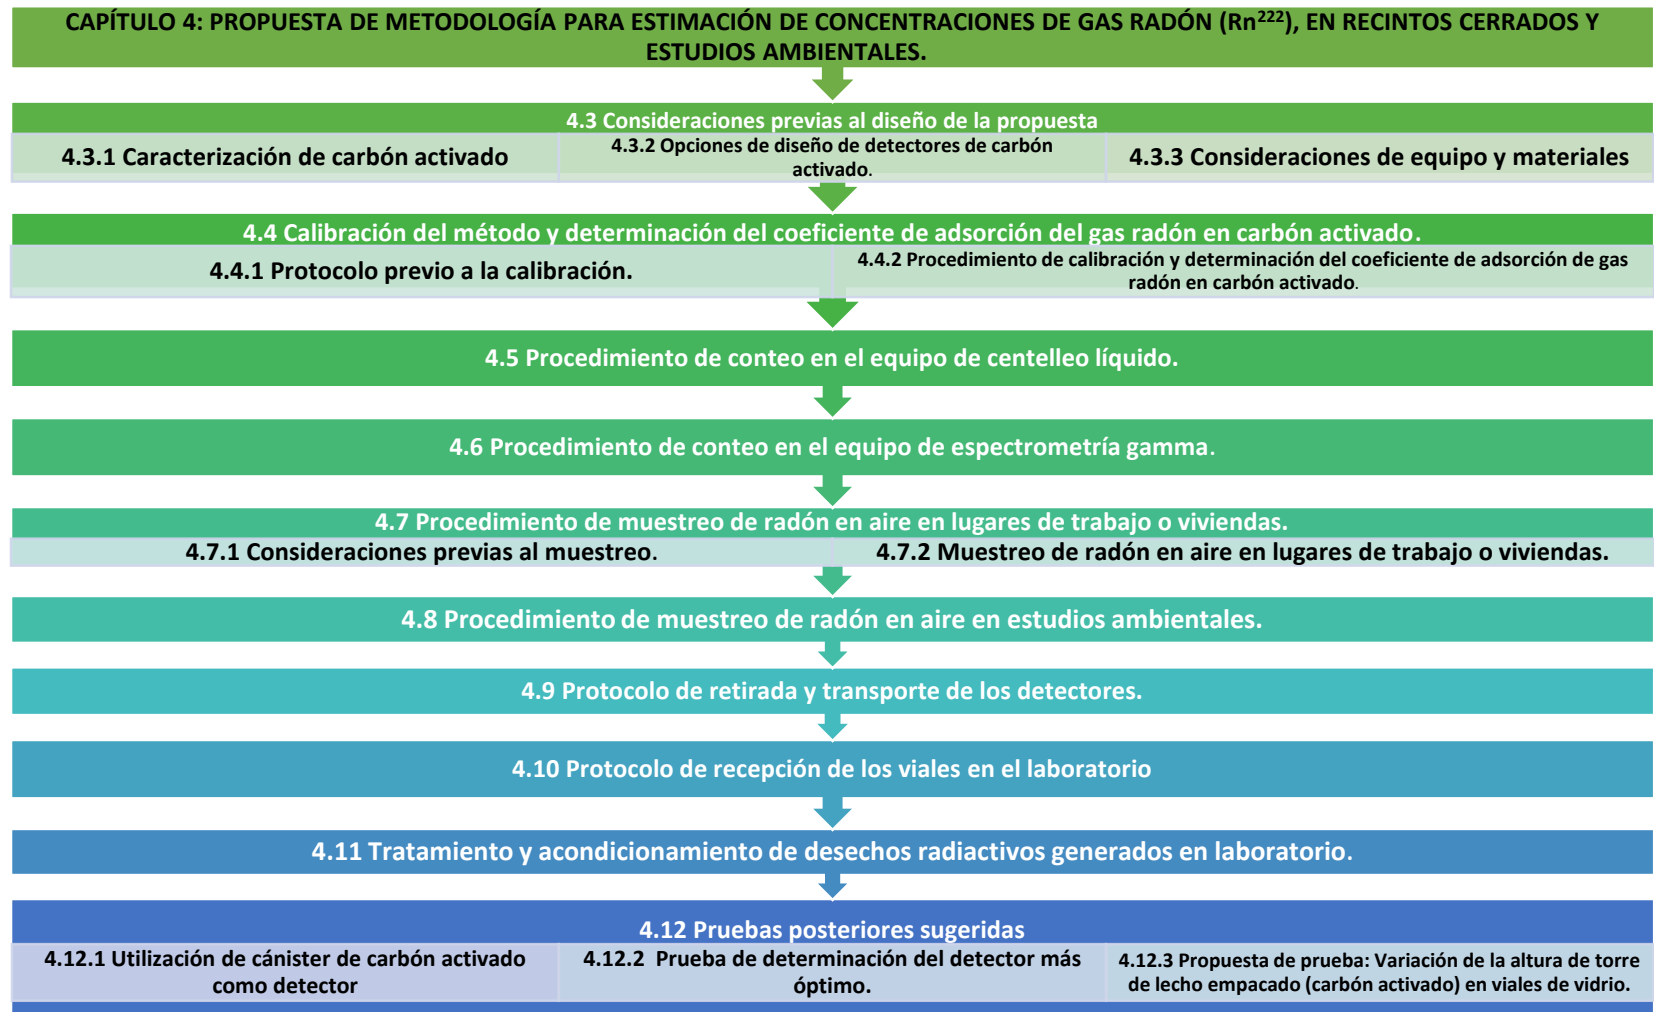 CAPÍTULO 4: PROPUESTA DE METODOLOGÍA PARA ESTIMACIÓN DE CONCENTRACIONES DE GAS RADÓN (Rn²²²), EN RECINTOS CERRADOS Y
ESTUDIOS AMBIENTALES.
4.3 Consideraciones previas al diseño de la propuesta
4.3.1 Caracterización de carbón activado
4.3.2 Opciones de diseño de detectores de carbón
activado.
4.3.3 Consideraciones de equipo y materiales
4.4 Calibración del método y determinación del coeficiente de adsorción del gas radón en carbón activado.
4.4.1 Protocolo previo a la calibración.
4.4.2 Procedimiento de calibración y determinación del coeficiente de adsorción de gas
radón en carbón activado.
4.5 Procedimiento de conteo en el equipo de centelleo líquido.
4.6 Procedimiento de conteo en el equipo de espectrometría gamma.
4.7 Procedimiento de muestreo de radón en aire en lugares de trabajo o viviendas.
4.7.1 Consideraciones previas al muestreo.
4.7.2 Muestreo de radón en aire en lugares de trabajo o viviendas.
4.8 Procedimiento de muestreo de radón en aire en estudios ambientales.
4.9 Protocolo de retirada y transporte de los detectores.
4.10 Protocolo de recepción de los viales en el laboratorio
4.11 Tratamiento y acondicionamiento de desechos radiactivos generados en laboratorio.
4.12 Pruebas posteriores sugeridas
4.12.1 Utilización de cánister de carbón activado
como detector
4.12.2 Prueba de determinación del detector más
óptimo.
4.12.3 Propuesta de prueba: Variación de la altura de torre
de lecho empacado (carbón activado) en viales de vidrio.